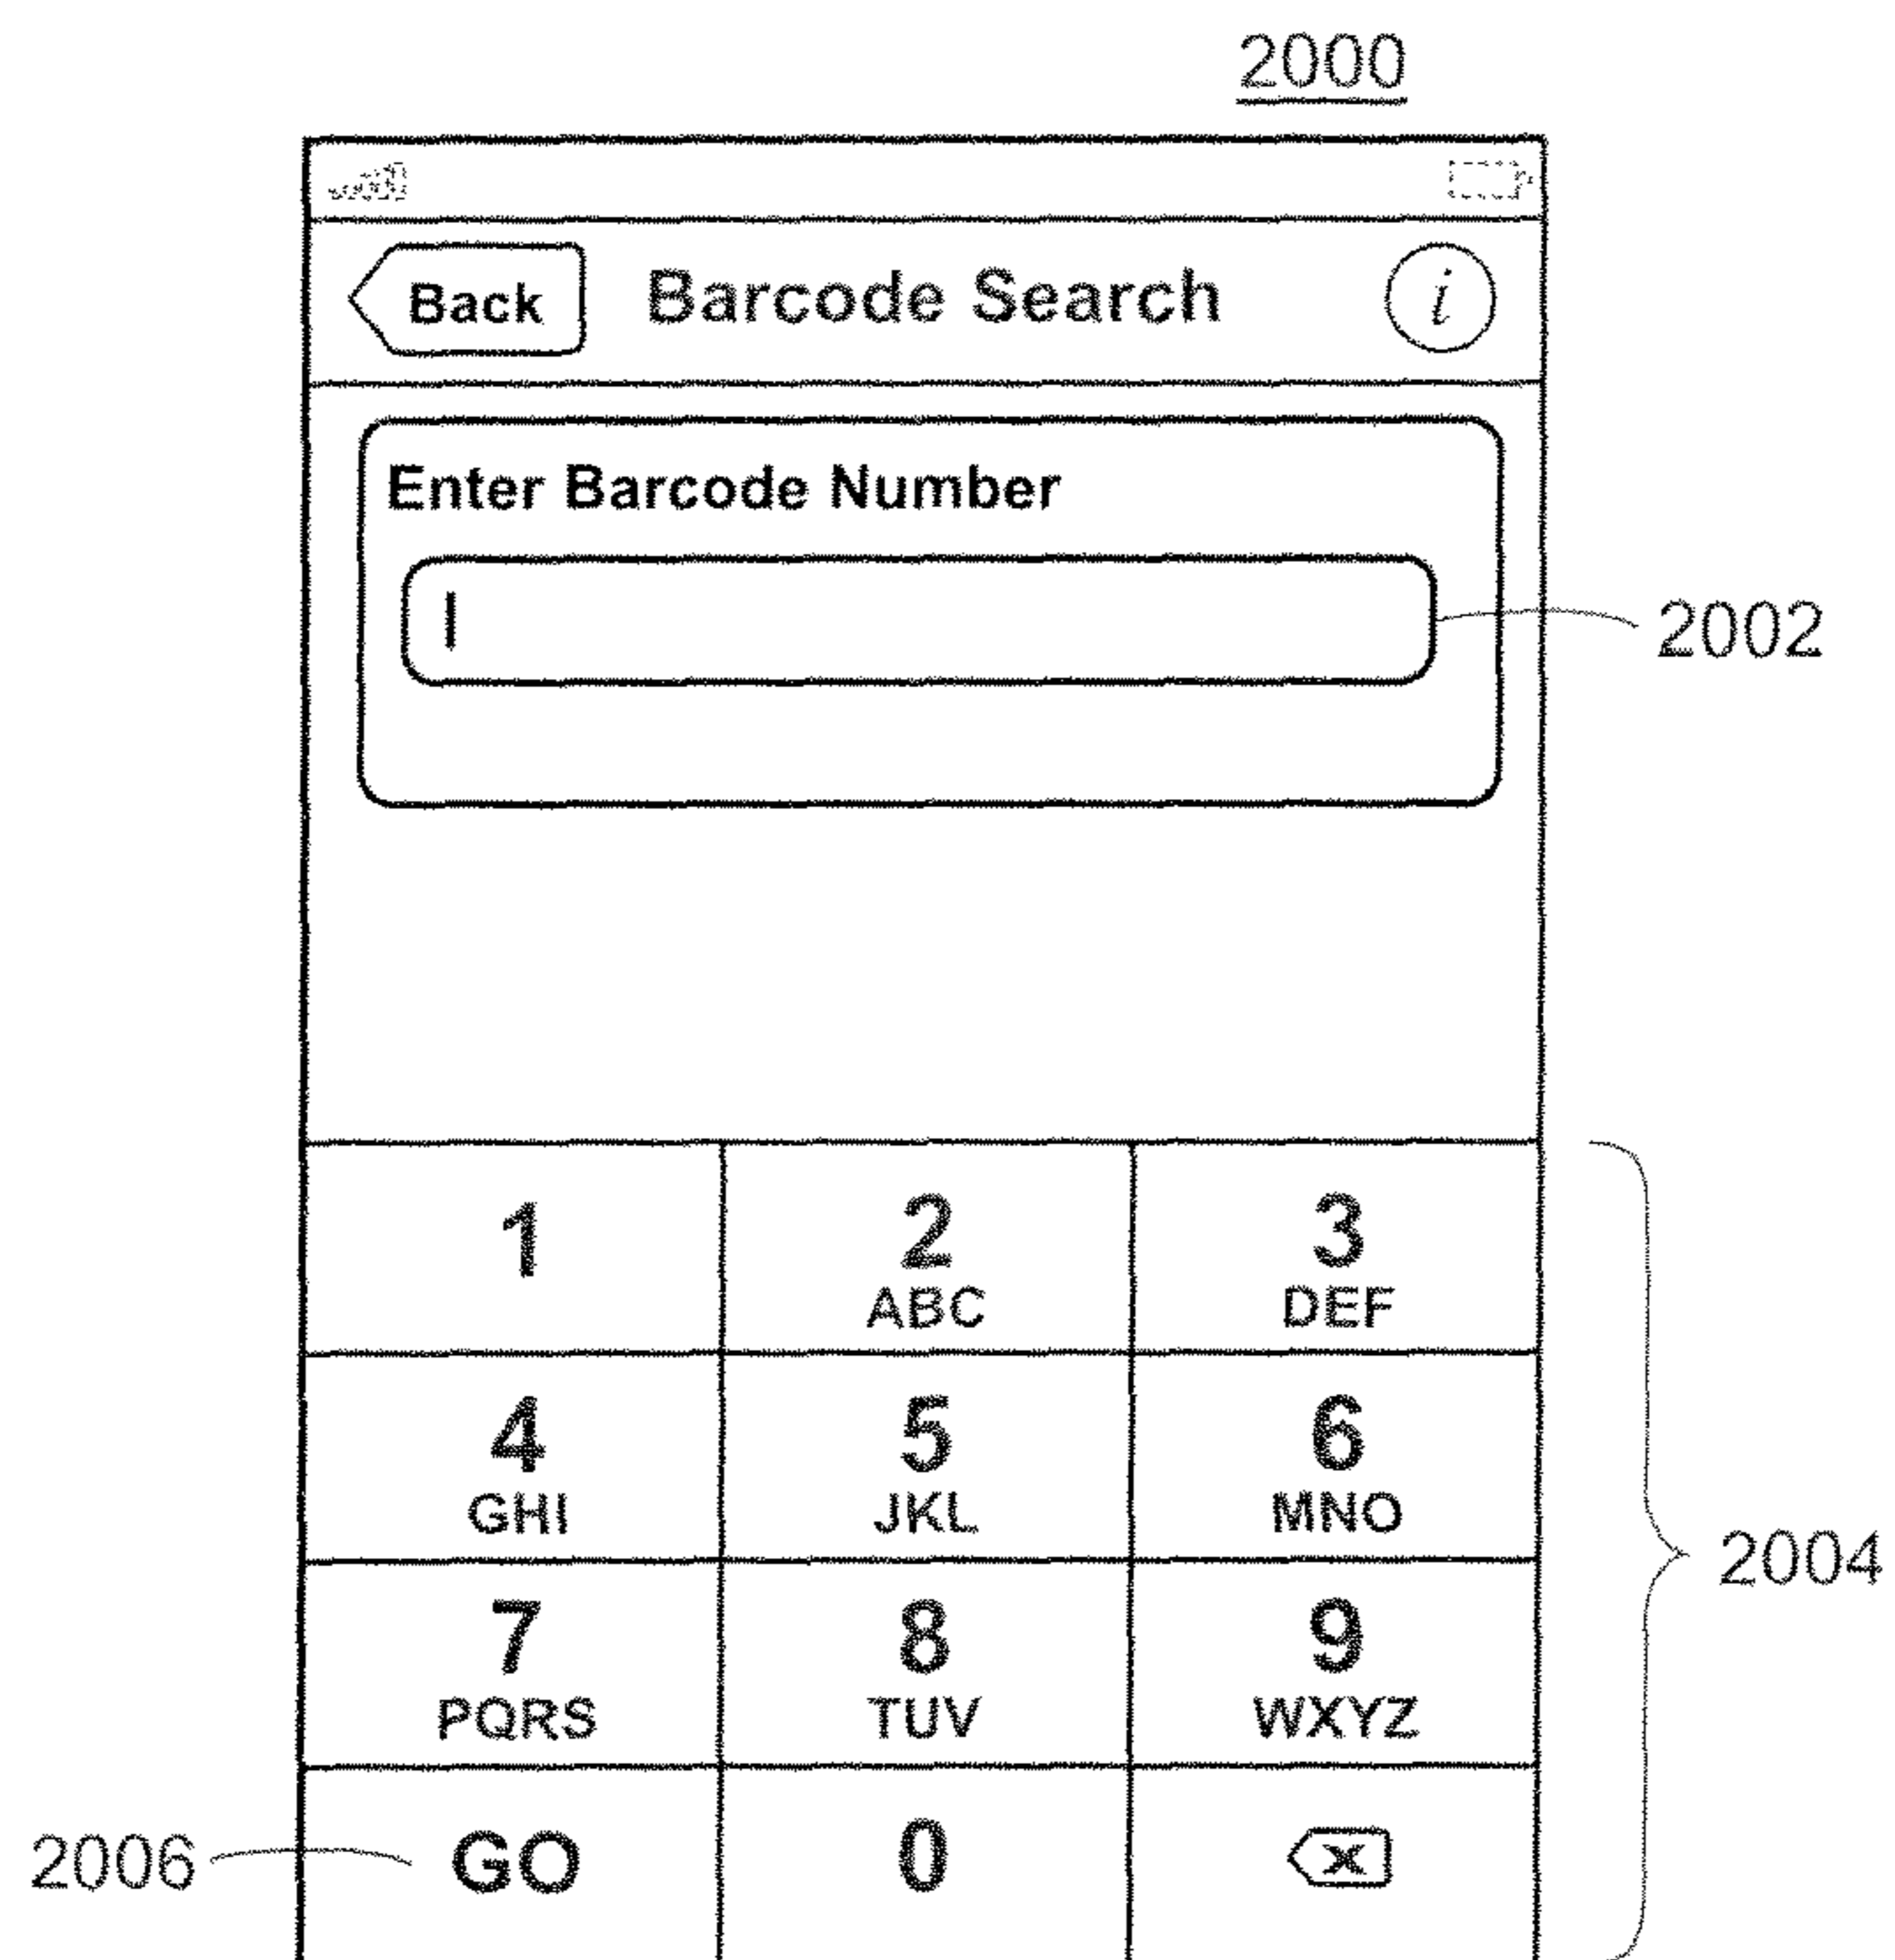 2000
Back Barcode Search i
Enter Barcode Number
2002
1 2 3
ABC DEF
4 5 6
GHI JKL MNO
2004
7 8 9
PQRS TUV WXYZ
2006 GO 0 x